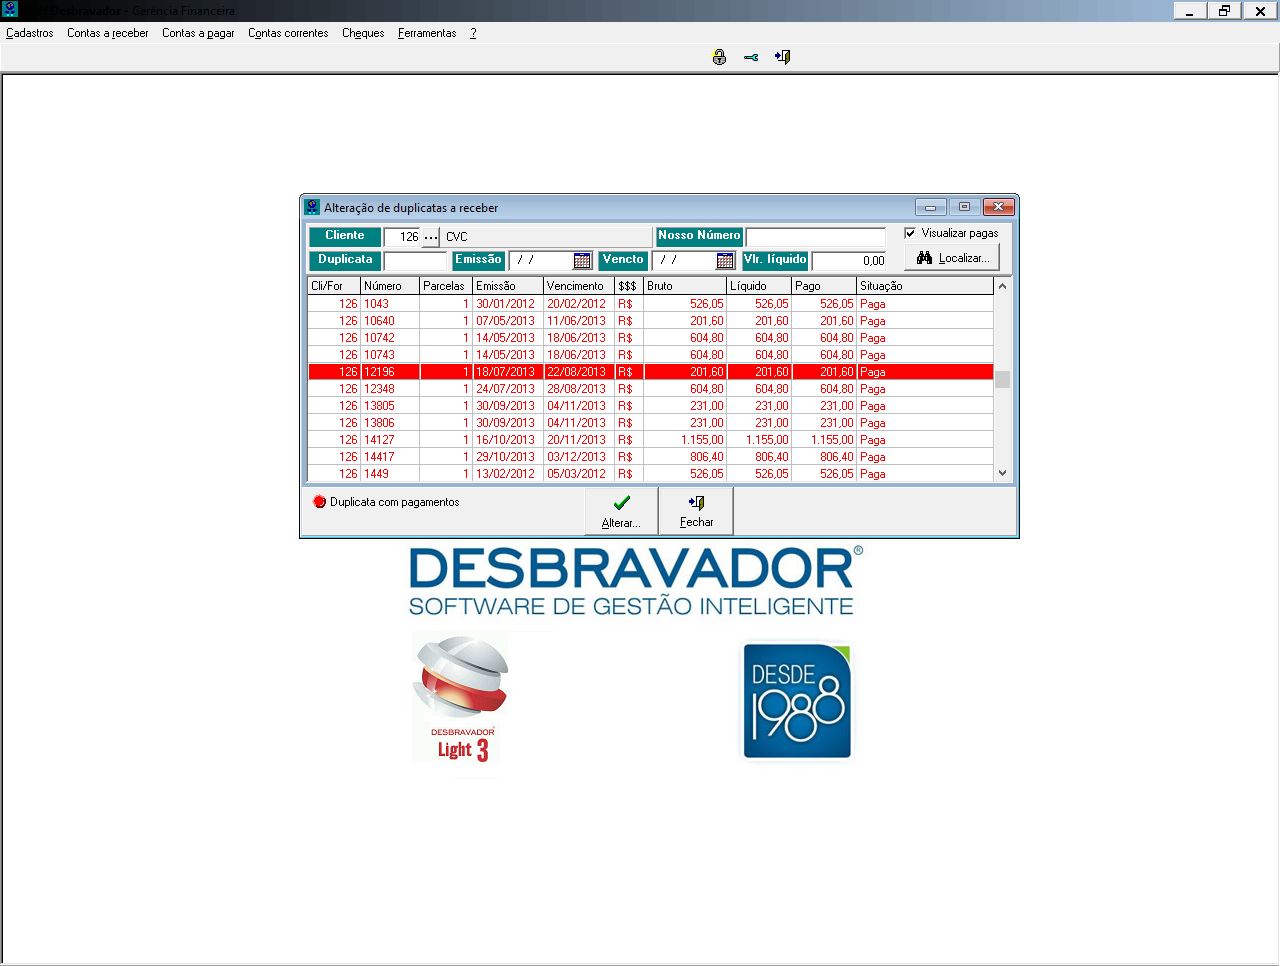 Desbravador - Gerência Financeira
Cadastros Contas a receber Contas a pagar Contas correntes Cheques Ferramentas ?
Alteração de duplicatas a receber
Cliente 126 ... CVC Nosso Número Visualizar pagas
Duplicata Emissão / / Vencto / / Vlr. líquido 0,00 Localizar...
Cli/For Número Parcelas Emissão Vencimento $$$ Bruto Líquido Pago Situação
126 1043 1 30/01/2012 20/02/2012 R$ 526,05 526,05 526,05 Paga
126 10640 1 07/05/2013 11/06/2013 R$ 201,60 201,60 201,60 Paga
126 10742 1 14/05/2013 18/06/2013 R$ 604,80 604,80 604,80 Paga
126 10743 1 14/05/2013 18/06/2013 R$ 604,80 604,80 604,80 Paga
126 12196 1 18/07/2013 22/08/2013 R$ 201,60 201,60 201,60 Paga
126 12348 1 24/07/2013 28/08/2013 R$ 604,80 604,80 604,80 Paga
126 13805 1 30/09/2013 04/11/2013 R$ 231,00 231,00 231,00 Paga
126 13806 1 30/09/2013 04/11/2013 R$ 231,00 231,00 231,00 Paga
126 14127 1 16/10/2013 20/11/2013 R$ 1.155,00 1.155,00 1.155,00 Paga
126 14417 1 29/10/2013 03/12/2013 R$ 806,40 806,40 806,40 Paga
126 1449 1 13/02/2012 05/03/2012 R$ 526,05 526,05 526,05 Paga
Duplicata com pagamentos Alterar... Fechar
DESBRAVADOR®
SOFTWARE DE GESTÃO INTELIGENTE
DESDE
1988
DESBRAVADOR
Light 3